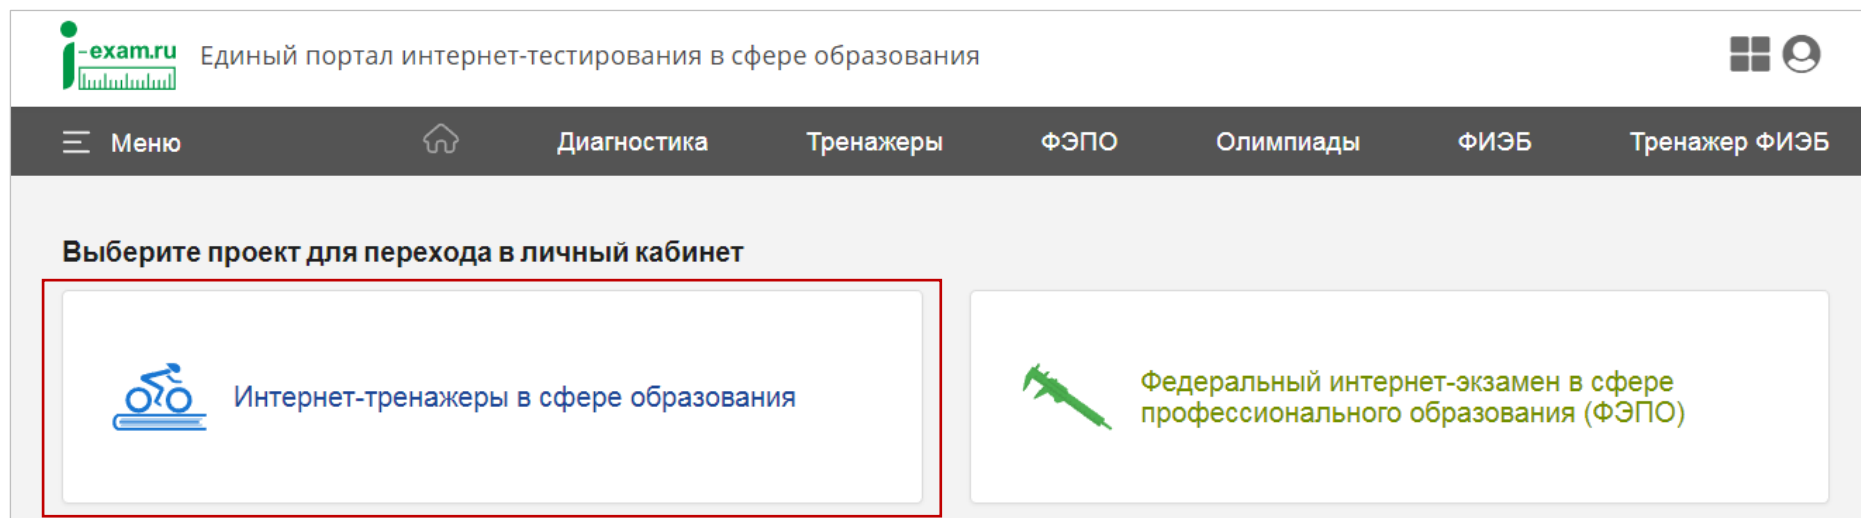 i-exam.ru
Единый портал интернет-тестирования в сфере образования
Меню
Диагностика
Тренажеры
ФЭПО
Олимпиады
ФИЭБ
Тренажер ФИЭБ
Выберите проект для перехода в личный кабинет
Интернет-тренажеры в сфере образования
Федеральный интернет-экзамен в сфере
профессионального образования (ФЭПО)